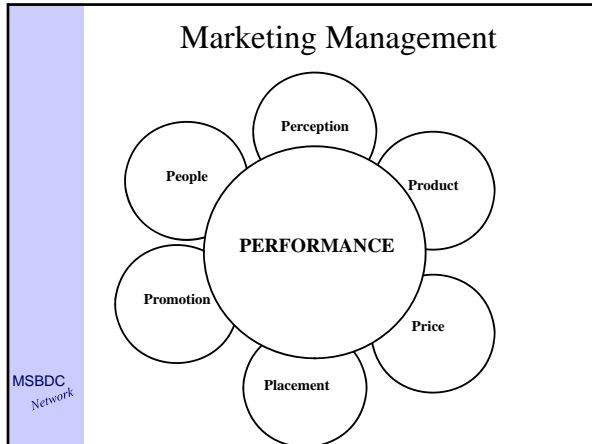 Marketing Management
Perception
People
Product
PERFORMANCE
Promotion
Price
Placement
MSBDC
Network